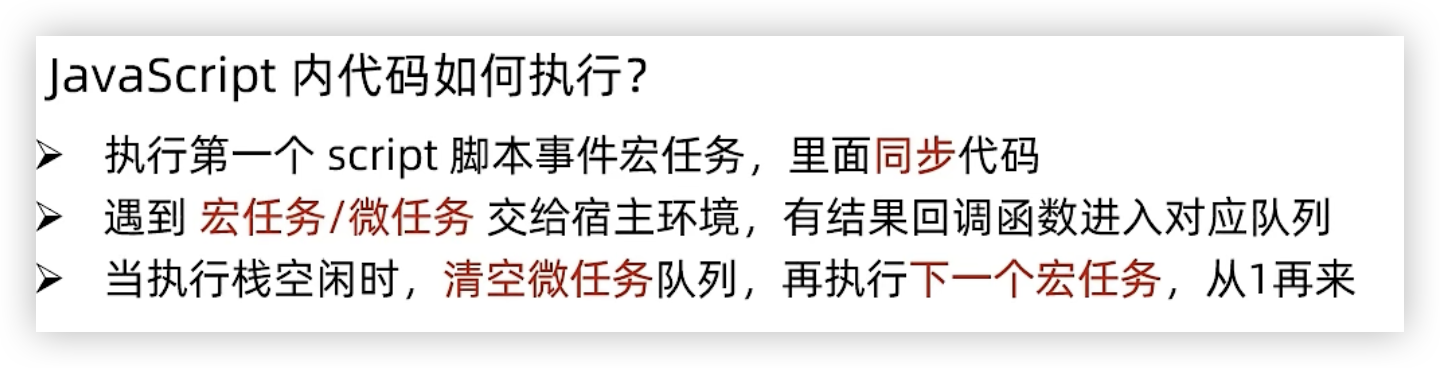 JavaScript 内代码如何执行？
➢ 执行第一个 script 脚本事件宏任务，里面同步代码
➢ 遇到 宏任务/微任务 交给宿主环境，有结果回调函数进入对应队列
➢ 当执行栈空闲时，清空微任务队列，再执行下一个宏任务，从1再来